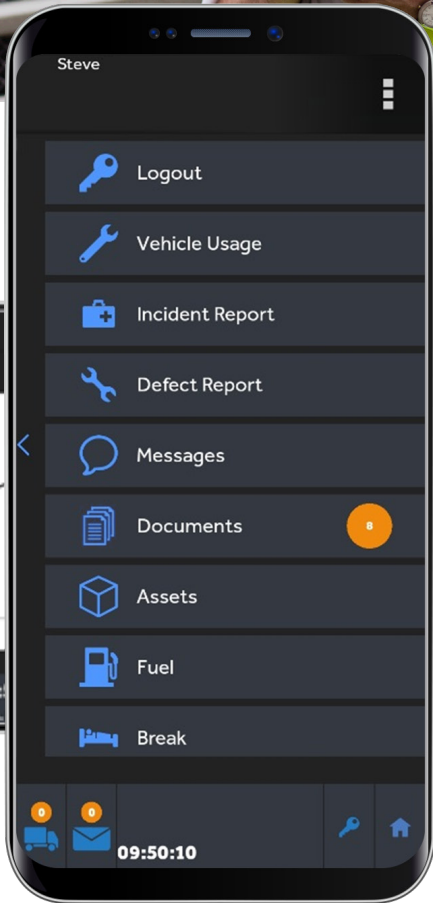 Steve
Logout
Vehicle Usage
Incident Report
Defect Report
Messages
Documents 8
Assets
Fuel
Break
0 0
09:50:10